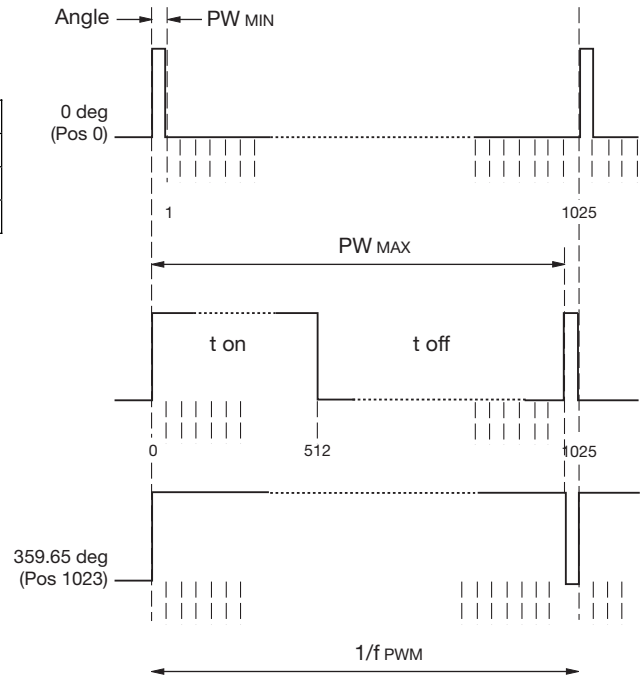 Angle PW MIN
0 deg
(Pos 0)
1 1025
PW MAX
t on t off
0 512 1025
359.65 deg
(Pos 1023)
1/f PWM